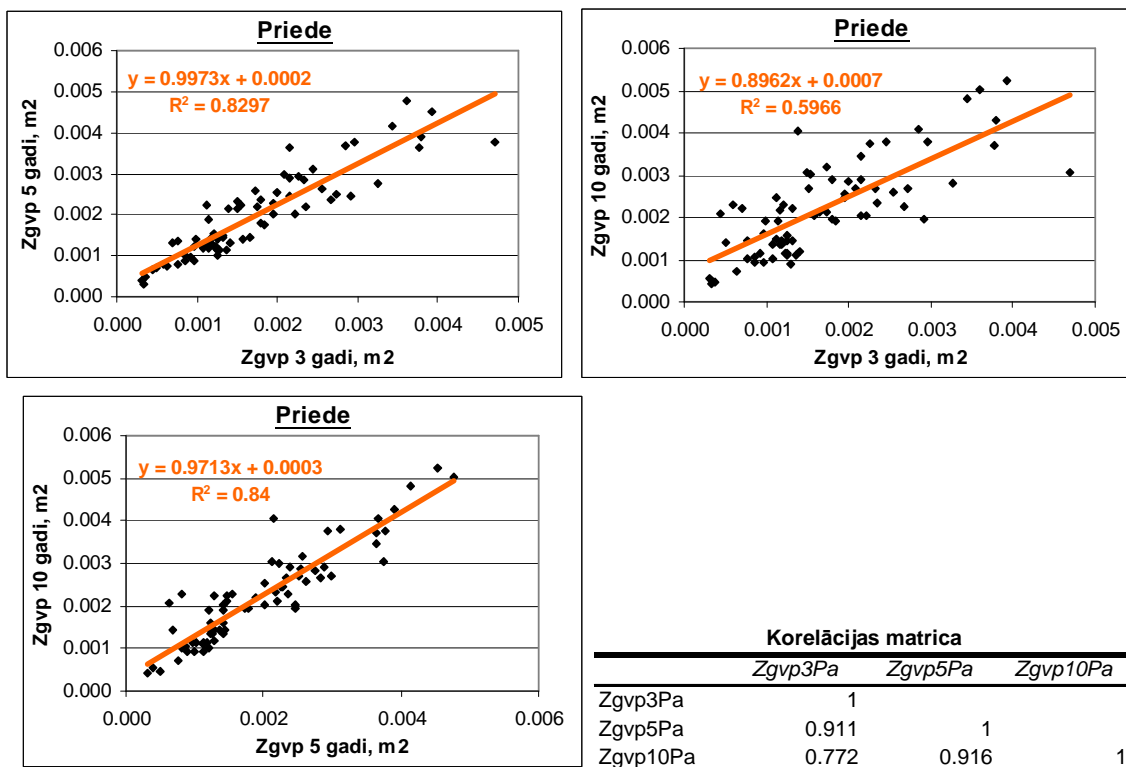 Priede
y = 0.9973x + 0.0002
R² = 0.8297
Zgvp 5 gadi, m2
0.006
0.005
0.004
0.003
0.002
0.001
0.000
0.000 0.001 0.002 0.003 0.004 0.005
Zgvp 3 gadi, m2
Priede
y = 0.8962x + 0.0007
R² = 0.5966
Zgvp 10 gadi, m2
0.006
0.005
0.004
0.003
0.002
0.001
0.000
0.000 0.001 0.002 0.003 0.004 0.005
Zgvp 3 gadi, m2
Priede
y = 0.9713x + 0.0003
R² = 0.84
Zgvp 10 gadi, m2
0.006
0.005
0.004
0.003
0.002
0.001
0.000
0.000 0.002 0.004 0.006
Zgvp 5 gadi, m2
Korelācijas matrica
Zgvp3Pa Zgvp5Pa Zgvp10Pa
Zgvp3Pa 1
Zgvp5Pa 0.911 1
Zgvp10Pa 0.772 0.916 1